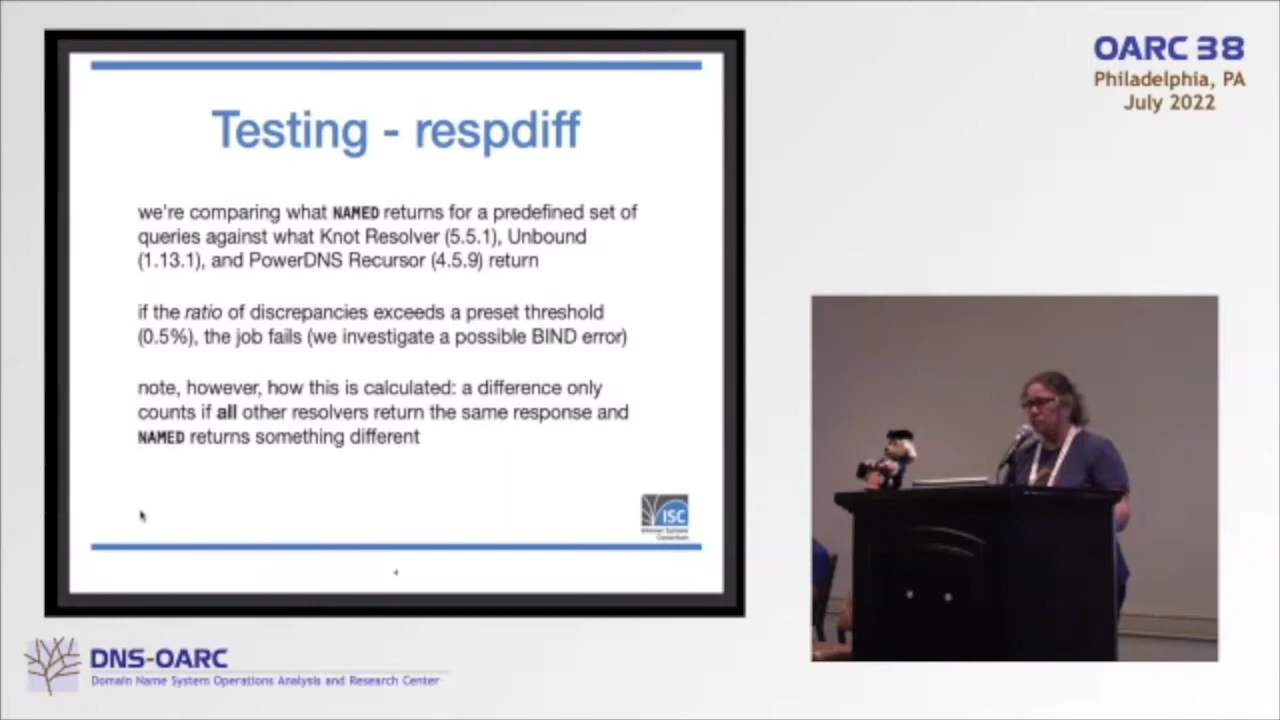 OARC 38
Philadelphia, PA
July 2022
Testing - respdiff
we're comparing what NAMED returns for a predefined set of
queries against what Knot Resolver (5.5.1), Unbound
(1.13.1), and PowerDNS Recursor (4.5.9) return
if the ratio of discrepancies exceeds a preset threshold
(0.5%), the job fails (we investigate a possible BIND error)
note, however, how this is calculated: a difference only
counts if all other resolvers return the same response and
NAMED returns something different
ISC
Internet Systems
Consortium
4
DNS-OARC
Domain Name System Operations Analysis and Research Center